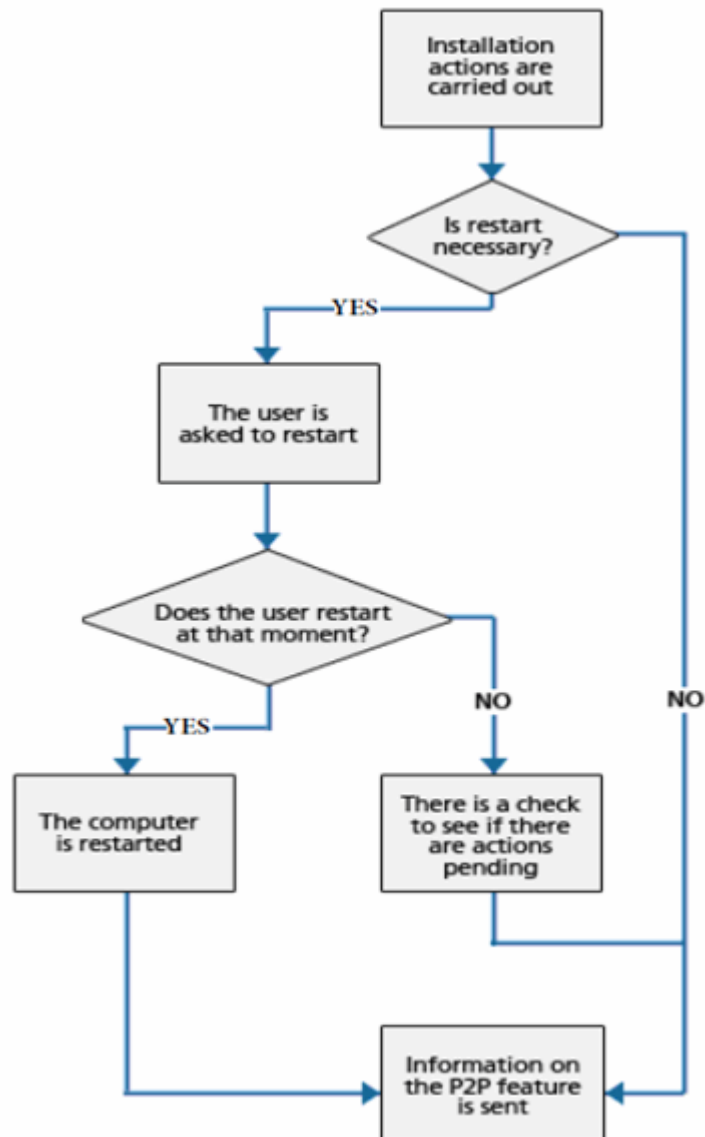 Installation
actions are
carried out
Is restart
necessary?
YES
The user is
asked to restart
Does the user restart
at that moment?
YES
NO
NO
The computer
is restarted
There is a check
to see if there
are actions
pending
Information on
the P2P feature
is sent